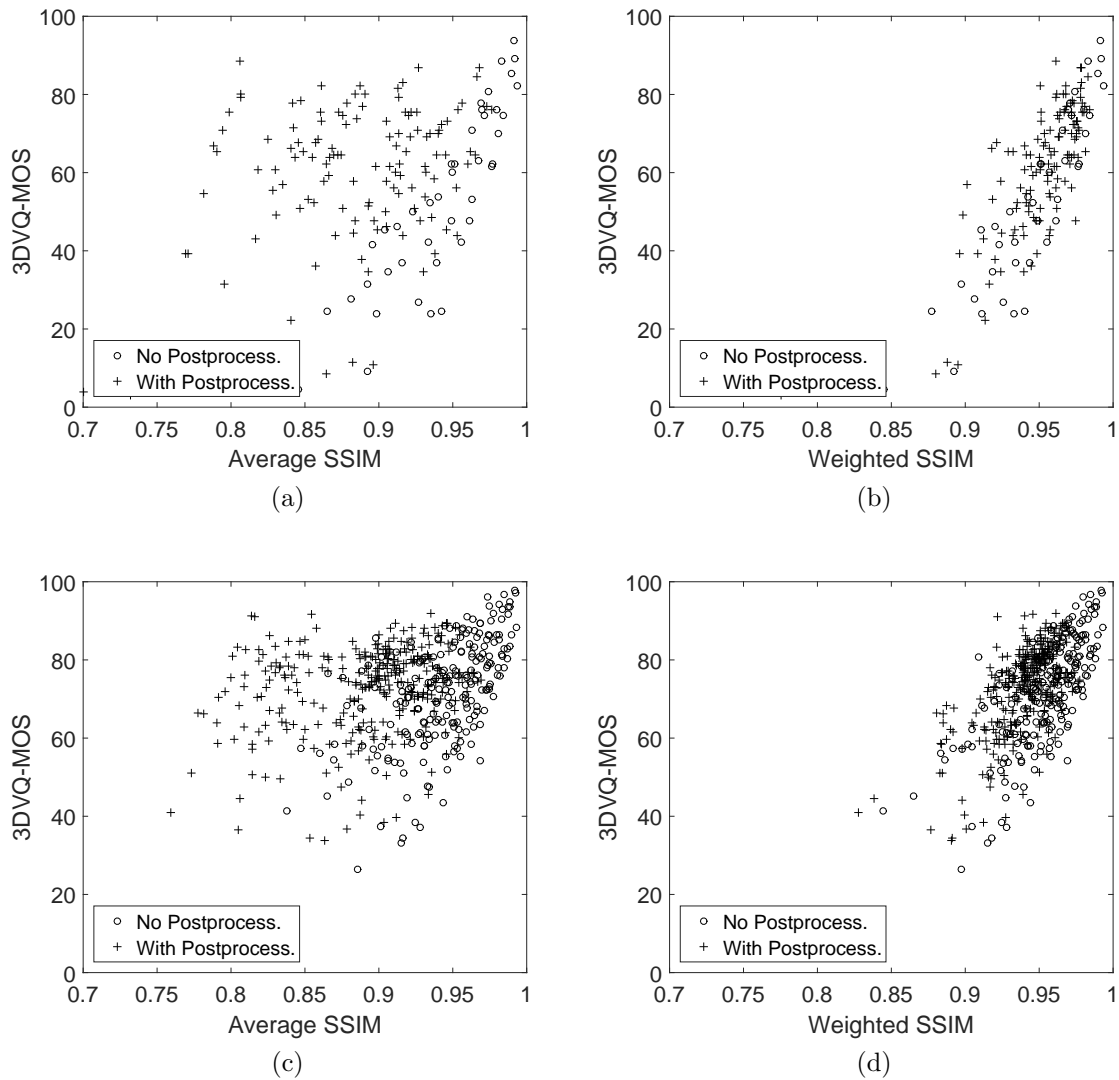 100
80
60
40
20
0
3DVQ-MOS
No Postprocess.
With Postprocess.
0.7 0.75 0.8 0.85 0.9 0.95 1
Average SSIM
(a)
100
80
60
40
20
0
3DVQ-MOS
No Postprocess.
With Postprocess.
0.7 0.75 0.8 0.85 0.9 0.95 1
Weighted SSIM
(b)
100
80
60
40
20
0
3DVQ-MOS
No Postprocess.
With Postprocess.
0.7 0.75 0.8 0.85 0.9 0.95 1
Average SSIM
(c)
100
80
60
40
20
0
3DVQ-MOS
No Postprocess.
With Postprocess.
0.7 0.75 0.8 0.85 0.9 0.95 1
Weighted SSIM
(d)